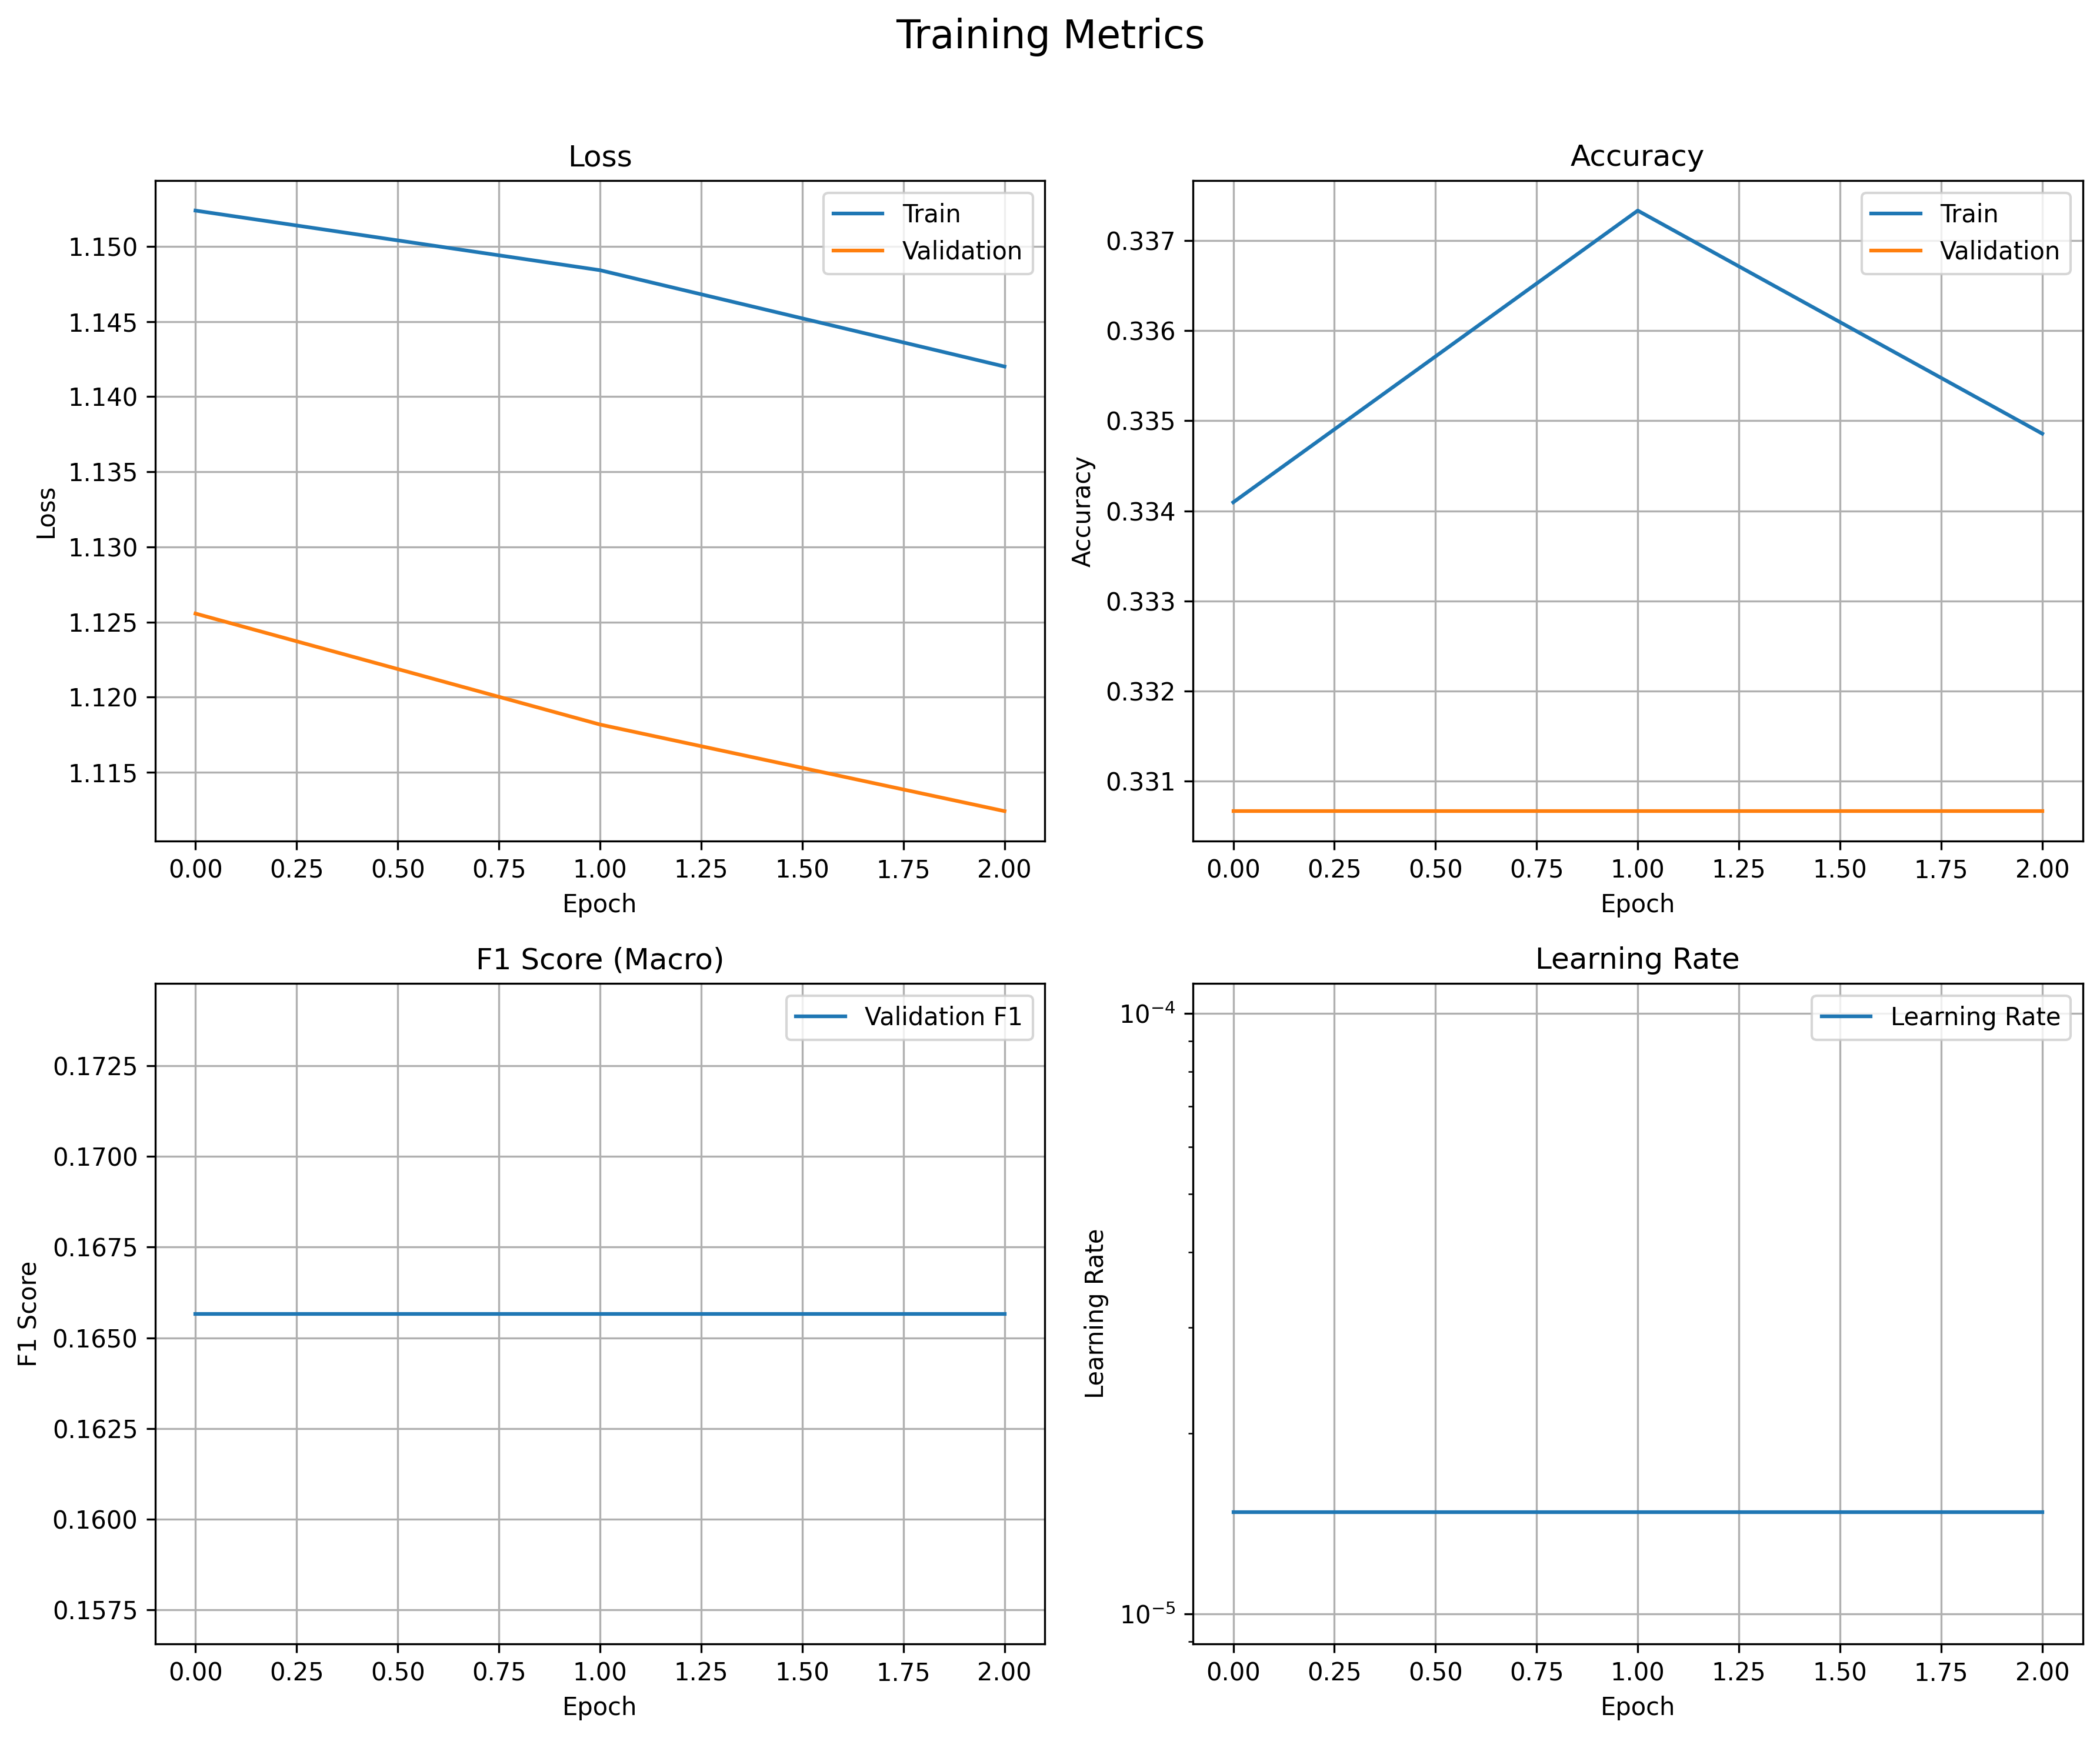 Training Metrics
Loss
Train
Validation
1.150
1.145
1.140
1.135
1.130
1.125
1.120
1.115
Loss
0.00 0.25 0.50 0.75 1.00 1.25 1.50 1.75 2.00
Epoch
Accuracy
Train
Validation
0.337
0.336
0.335
0.334
0.333
0.332
0.331
Accuracy
0.00 0.25 0.50 0.75 1.00 1.25 1.50 1.75 2.00
Epoch
F1 Score (Macro)
Validation F1
0.1725
0.1700
0.1675
0.1650
0.1625
0.1600
0.1575
F1 Score
0.00 0.25 0.50 0.75 1.00 1.25 1.50 1.75 2.00
Epoch
Learning Rate
Learning Rate
10⁻⁴
10⁻⁵
Learning Rate
0.00 0.25 0.50 0.75 1.00 1.25 1.50 1.75 2.00
Epoch